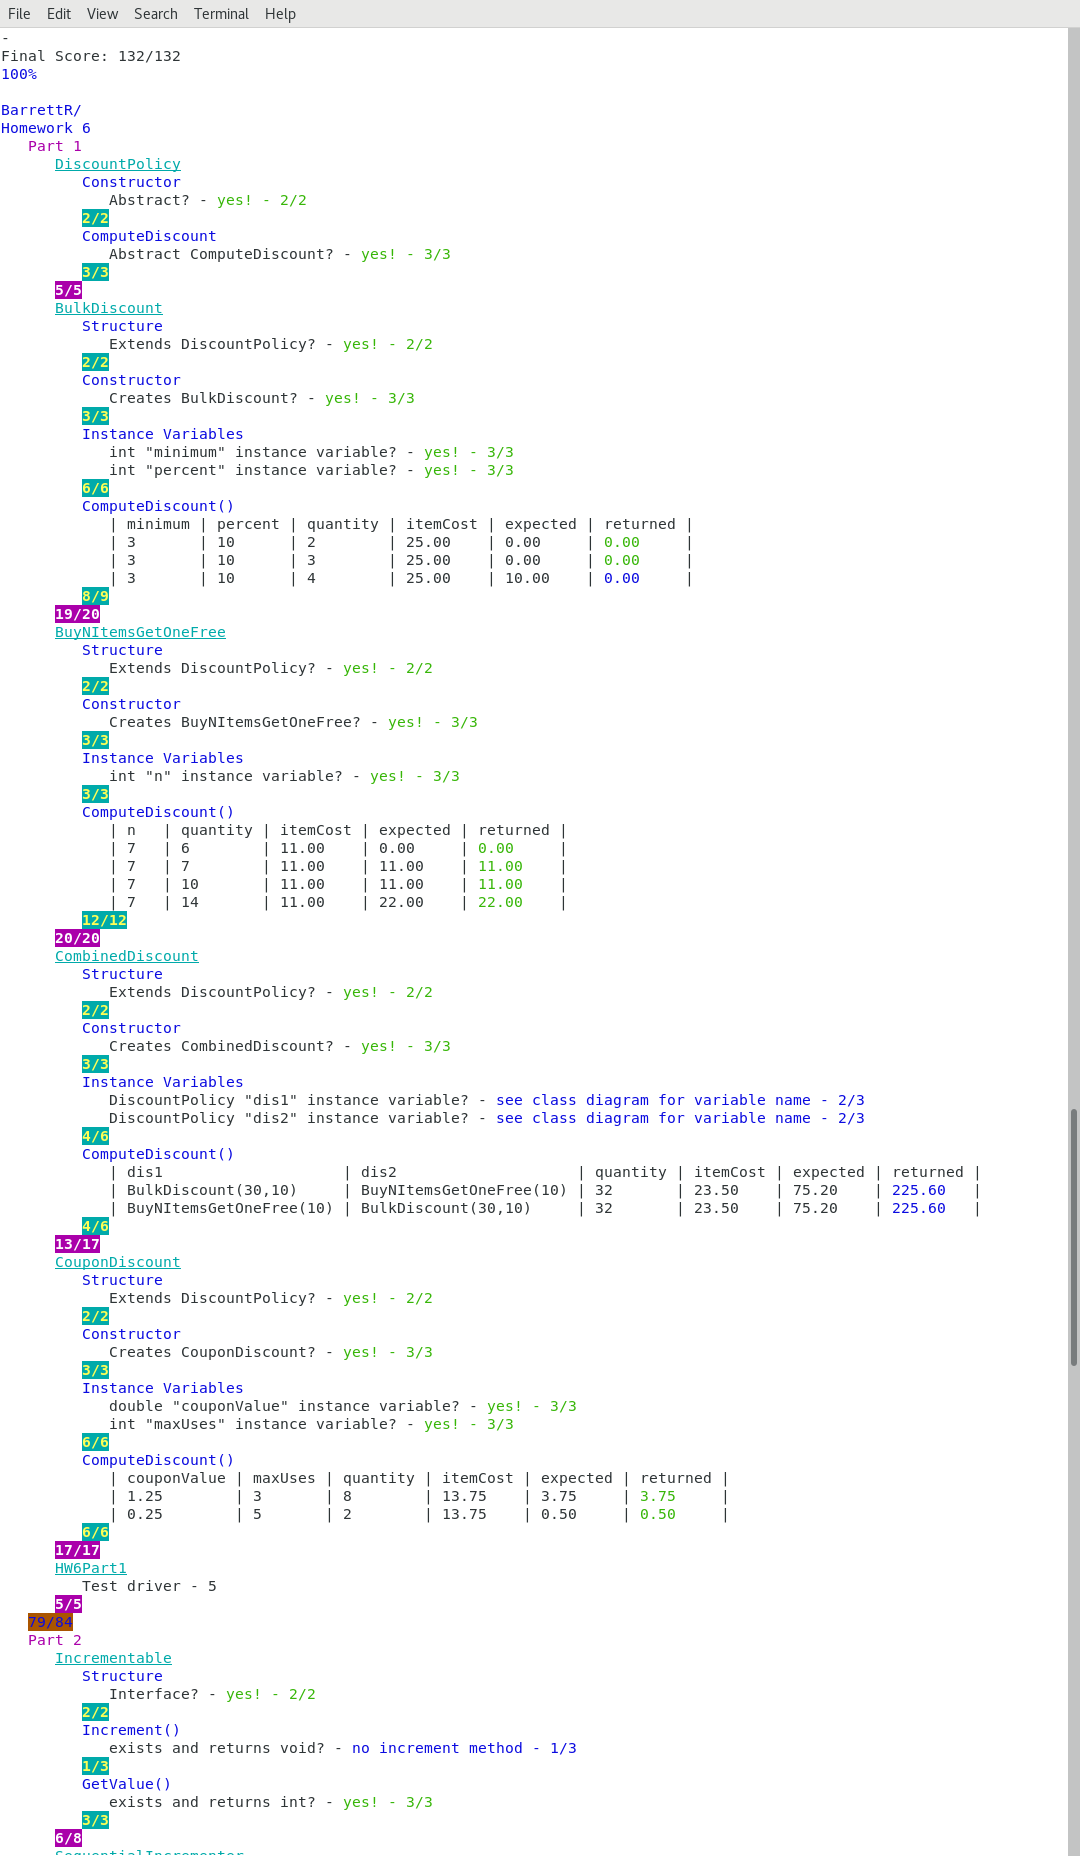 File Edit View Search Terminal Help
-
Final Score: 132/132
100%
BarrettR/
Homework 6
Part 1
DiscountPolicy
Constructor
Abstract? - yes! - 2/2
2/2
ComputeDiscount
Abstract ComputeDiscount? - yes! - 3/3
3/3
5/5
BulkDiscount
Structure
Extends DiscountPolicy? - yes! - 2/2
2/2
Constructor
Creates BulkDiscount? - yes! - 3/3
3/3
Instance Variables
int "minimum" instance variable? - yes! - 3/3
int "percent" instance variable? - yes! - 3/3
6/6
ComputeDiscount()
| minimum | percent | quantity | itemCost | expected | returned |
| 3 | 10 | 2 | 25.00 | 0.00 | 0.00 |
| 3 | 10 | 3 | 25.00 | 0.00 | 0.00 |
| 3 | 10 | 4 | 25.00 | 10.00 | 0.00 |
8/9
19/20
BuyNItemsGetOneFree
Structure
Extends DiscountPolicy? - yes! - 2/2
2/2
Constructor
Creates BuyNItemsGetOneFree? - yes! - 3/3
3/3
Instance Variables
int "n" instance variable? - yes! - 3/3
3/3
ComputeDiscount()
| n | quantity | itemCost | expected | returned |
| 7 | 6 | 11.00 | 0.00 | 0.00 |
| 7 | 7 | 11.00 | 11.00 | 11.00 |
| 7 | 10 | 11.00 | 11.00 | 11.00 |
| 7 | 14 | 11.00 | 22.00 | 22.00 |
12/12
20/20
CombinedDiscount
Structure
Extends DiscountPolicy? - yes! - 2/2
2/2
Constructor
Creates CombinedDiscount? - yes! - 3/3
3/3
Instance Variables
DiscountPolicy "dis1" instance variable? - see class diagram for variable name - 2/3
DiscountPolicy "dis2" instance variable? - see class diagram for variable name - 2/3
4/6
ComputeDiscount()
| dis1 | dis2 | quantity | itemCost | expected | returned |
| BulkDiscount(30,10) | BuyNItemsGetOneFree(10) | 32 | 23.50 | 75.20 | 225.60 |
| BuyNItemsGetOneFree(10) | BulkDiscount(30,10) | 32 | 23.50 | 75.20 | 225.60 |
4/6
13/17
CouponDiscount
Structure
Extends DiscountPolicy? - yes! - 2/2
2/2
Constructor
Creates CouponDiscount? - yes! - 3/3
3/3
Instance Variables
double "couponValue" instance variable? - yes! - 3/3
int "maxUses" instance variable? - yes! - 3/3
6/6
ComputeDiscount()
| couponValue | maxUses | quantity | itemCost | expected | returned |
| 1.25 | 3 | 8 | 13.75 | 3.75 | 3.75 |
| 0.25 | 5 | 2 | 13.75 | 0.50 | 0.50 |
6/6
17/17
HW6Part1
Test driver - 5
5/5
79/84
Part 2
Incrementable
Structure
Interface? - yes! - 2/2
2/2
Increment()
exists and returns void? - no increment method - 1/3
1/3
GetValue()
exists and returns int? - yes! - 3/3
3/3
6/8
SequentialIncrementer